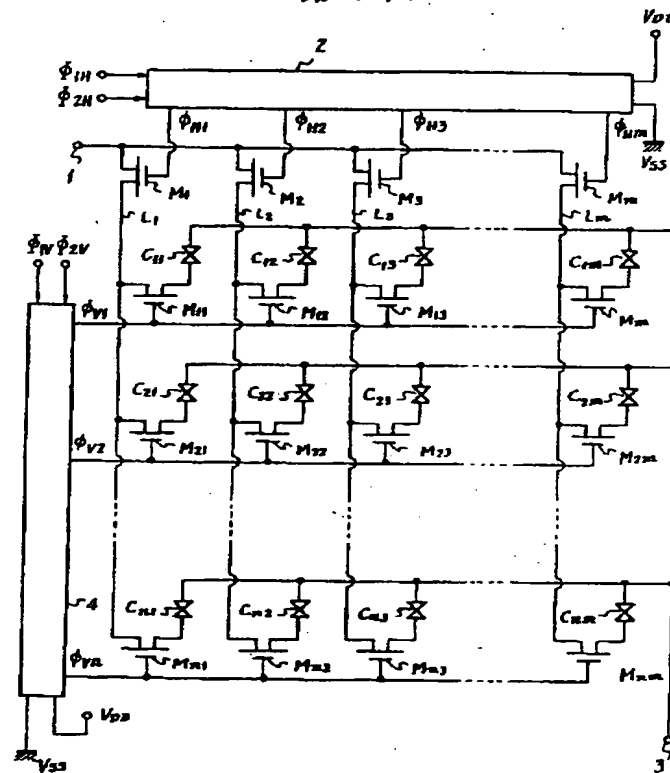 VDD
2
Φ1H
Φ2H
ΦH1 ΦH2 ΦH3 ΦHm
VSS
1
M1 M2 M3 Mm
L1 L2 L3 Lm
Φ1V Φ2V
C11 C12 C13 C1m
ΦV1
M11 M12 M13 Mm
C21 C22 C23 C2m
M21 M22 M23 M2m
ΦV2
4
Cn1 Cn2 Cn3 Cnm
ΦVn
Mn1 Mn2 Mn3 Mnm
VDD
VSS
3